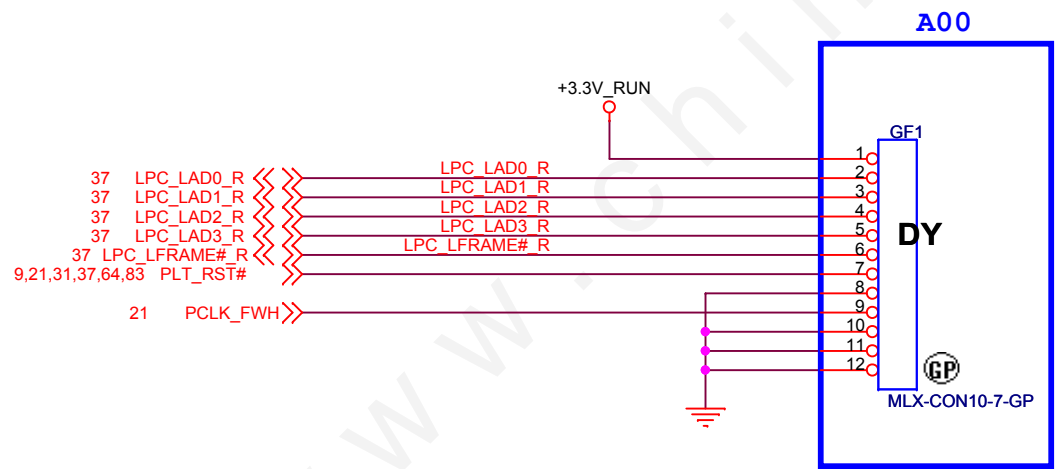 A00
+3.3V_RUN
GF1
1
37 LPC_LAD0_R LPC_LAD0_R 2
37 LPC_LAD1_R LPC_LAD1_R 3
37 LPC_LAD2_R LPC_LAD2_R 4
37 LPC_LAD3_R LPC_LAD3_R 5
DY
37 LPC_LFRAME#_R LPC_LFRAME#_R 6
9,21,31,37,64,83 PLT_RST# 7
8
21 PCLK_FWH 9
10
11
12
GP
MLX-CON10-7-GP
w w . c h i